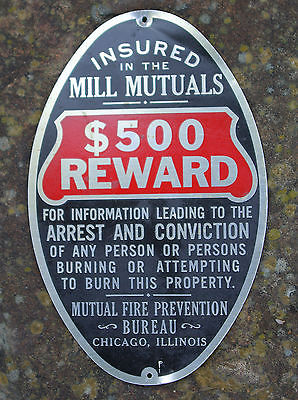 INSURED
IN THE
MILL MUTUALS
$500
REWARD
FOR INFORMATION LEADING TO THE
ARREST AND CONVICTION
OF ANY PERSON OR PERSONS
BURNING OR ATTEMPTING
TO BURN THIS PROPERTY.
MUTUAL FIRE PREVENTION
BUREAU
CHICAGO, ILLINOIS